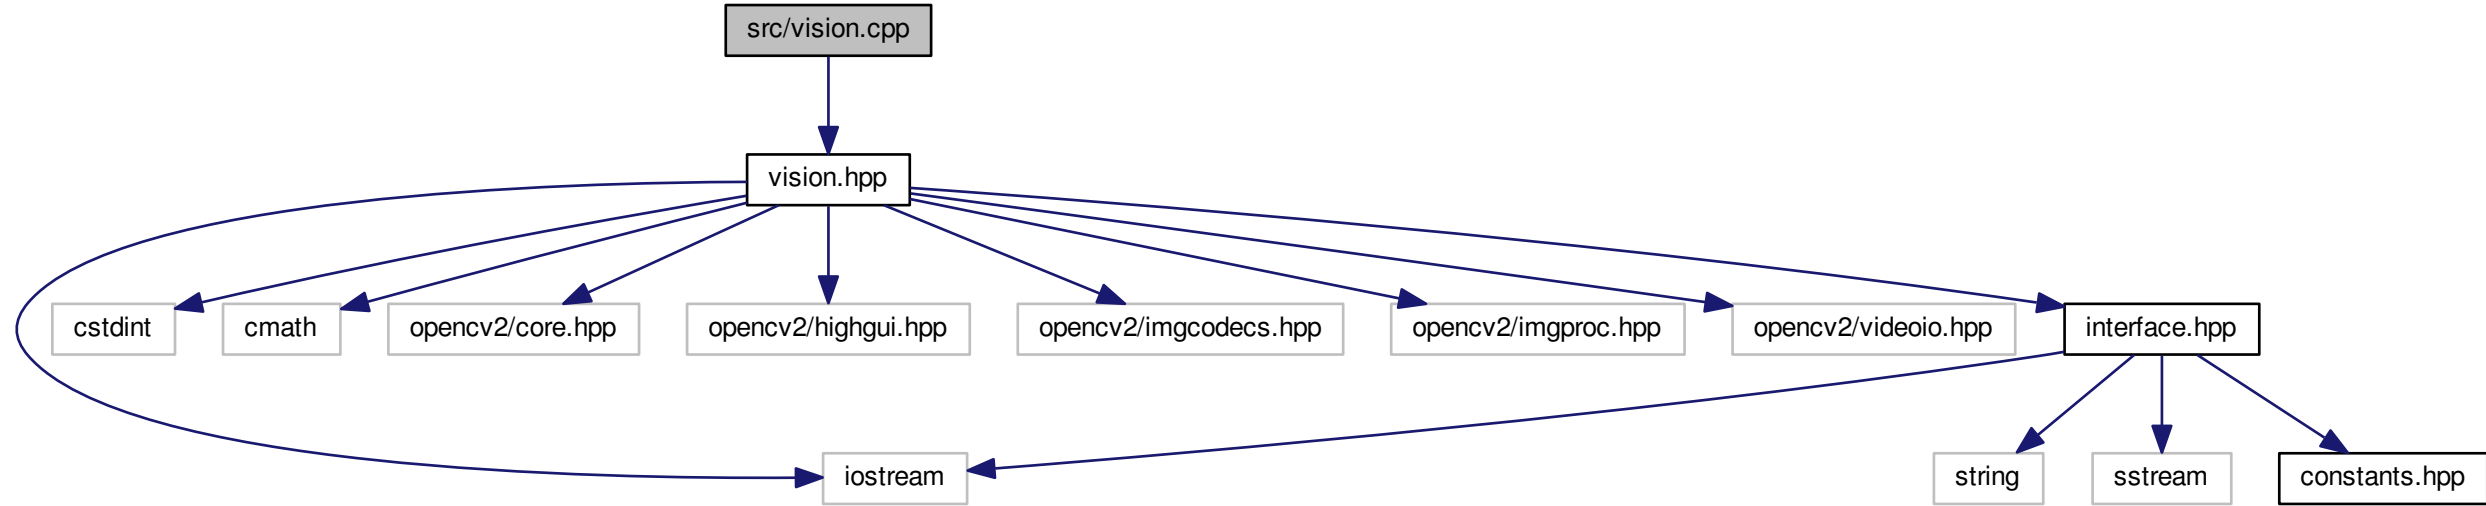 src/vision.cpp
vision.hpp
cstdint
cmath
opencv2/core.hpp
opencv2/highgui.hpp
opencv2/imgcodecs.hpp
opencv2/imgproc.hpp
opencv2/videoio.hpp
interface.hpp
iostream
string
sstream
constants.hpp